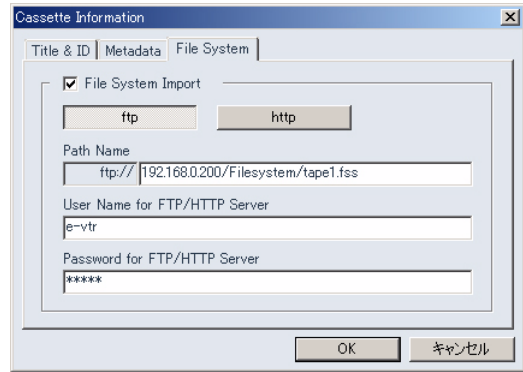 Cassette Information
Title & ID Metadata File System
File System Import
ftp http
Path Name
ftp:// 192.168.0.200/Filesystem/tape1.fss
User Name for FTP/HTTP Server
e-vtr
Password for FTP/HTTP Server
*****
OK キャンセル